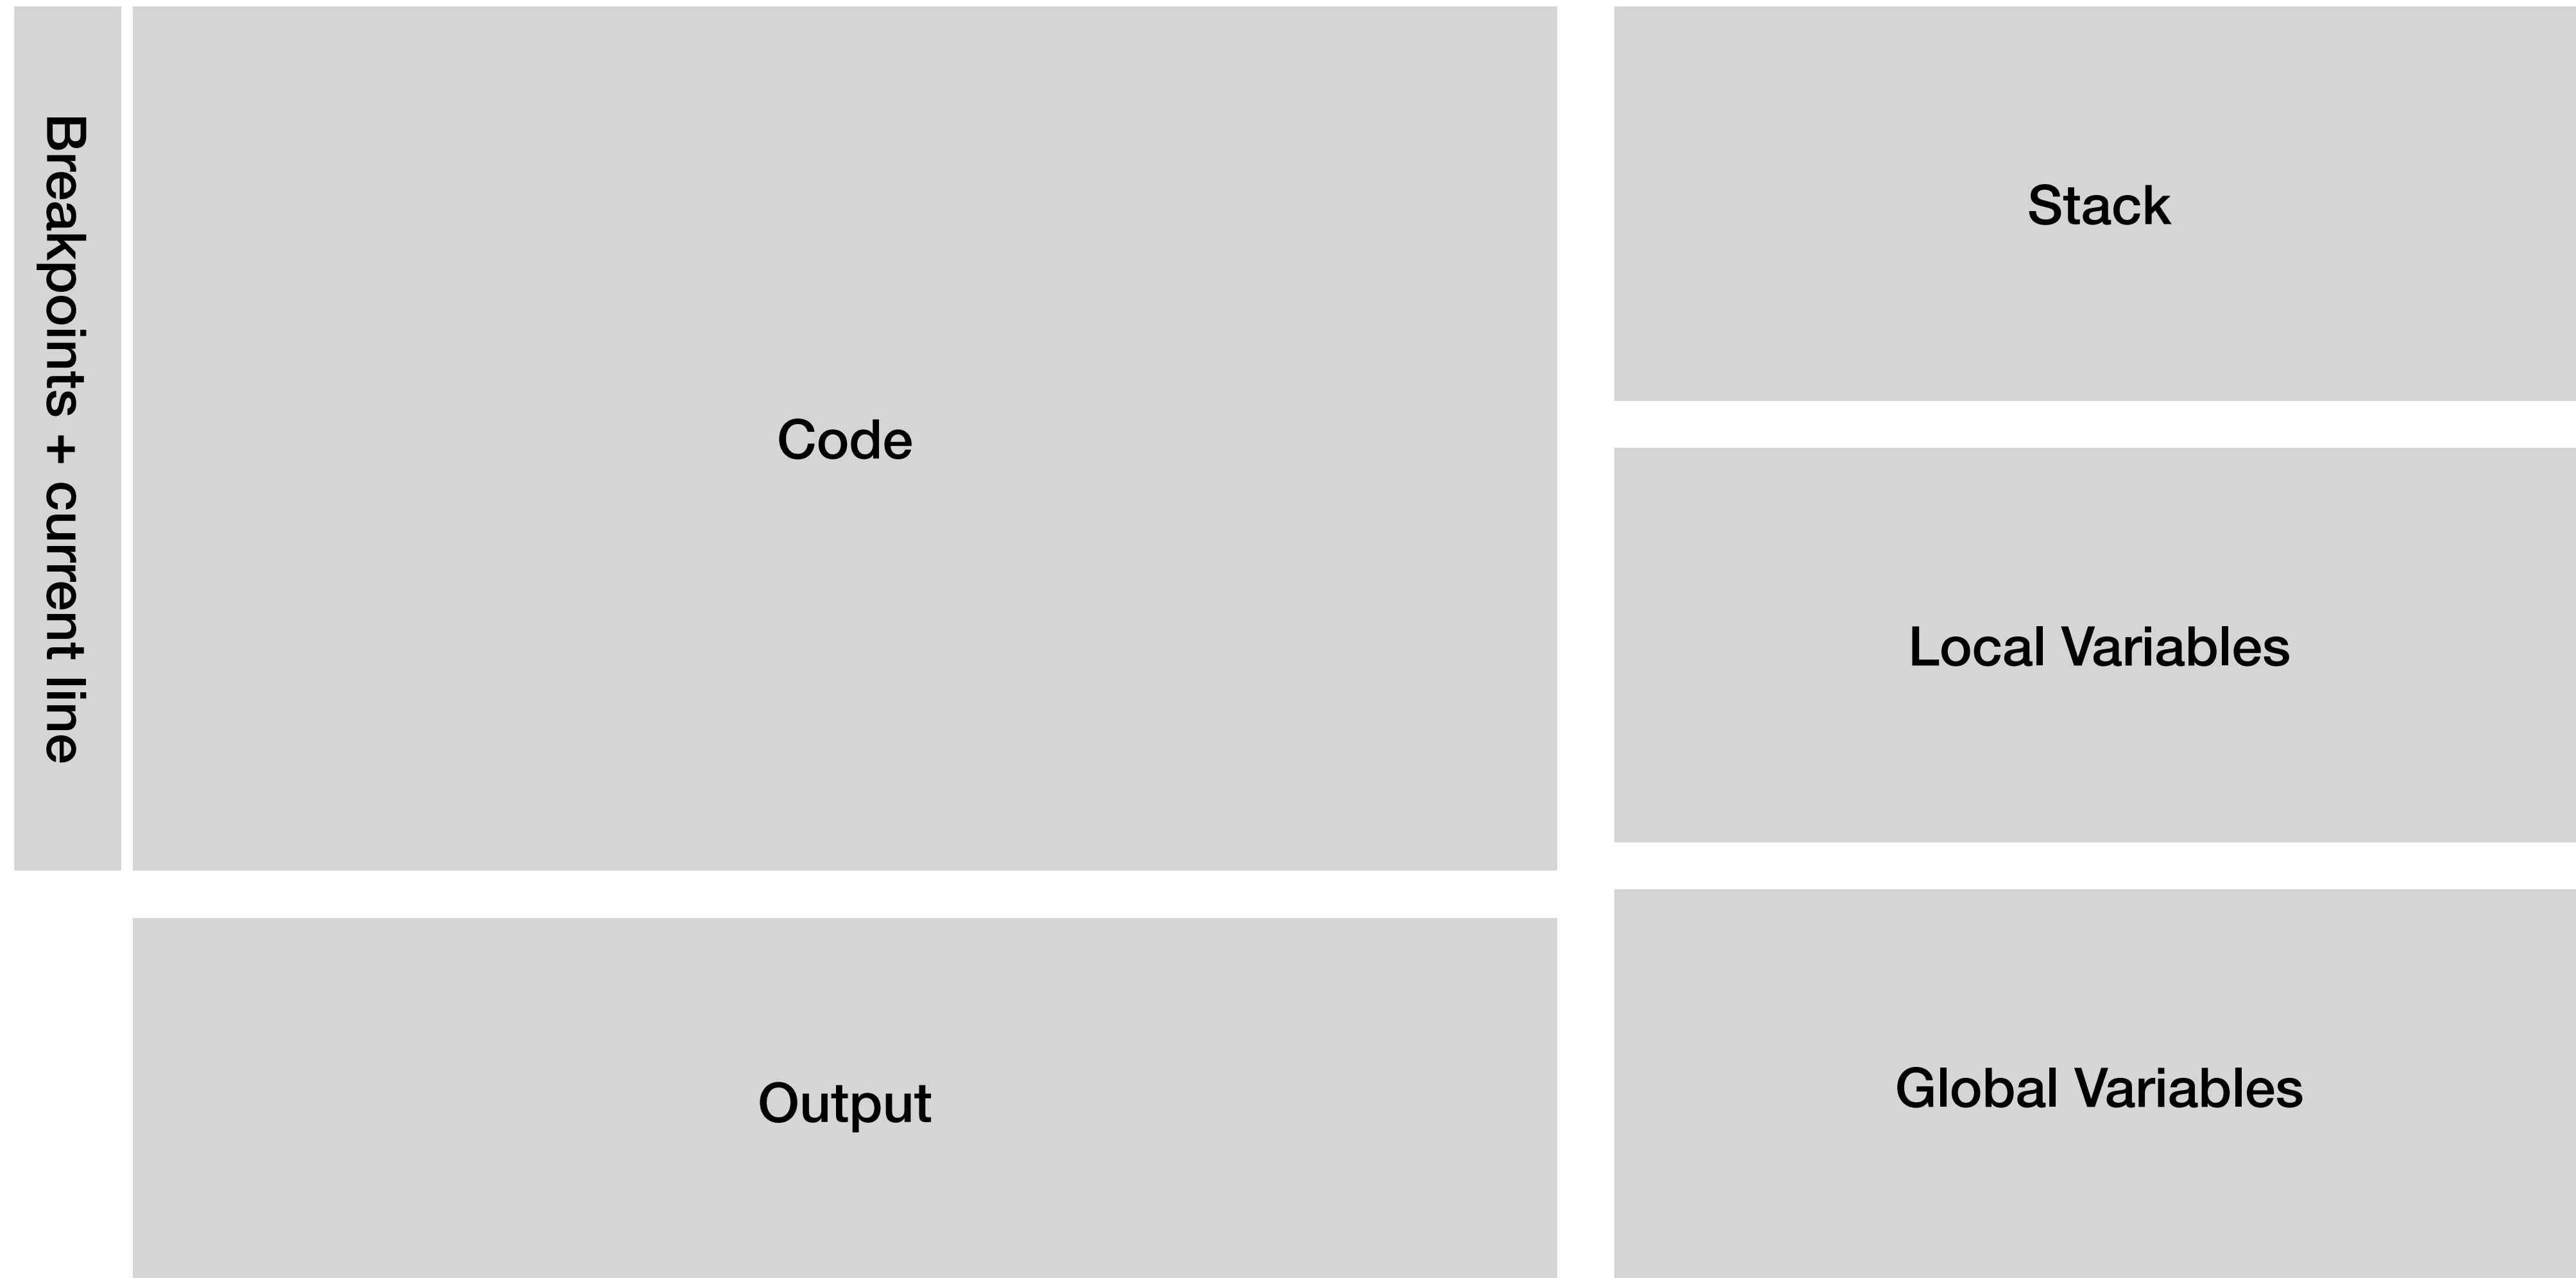 Breakpoints + current line
Code
Stack
Local Variables
Output
Global Variables